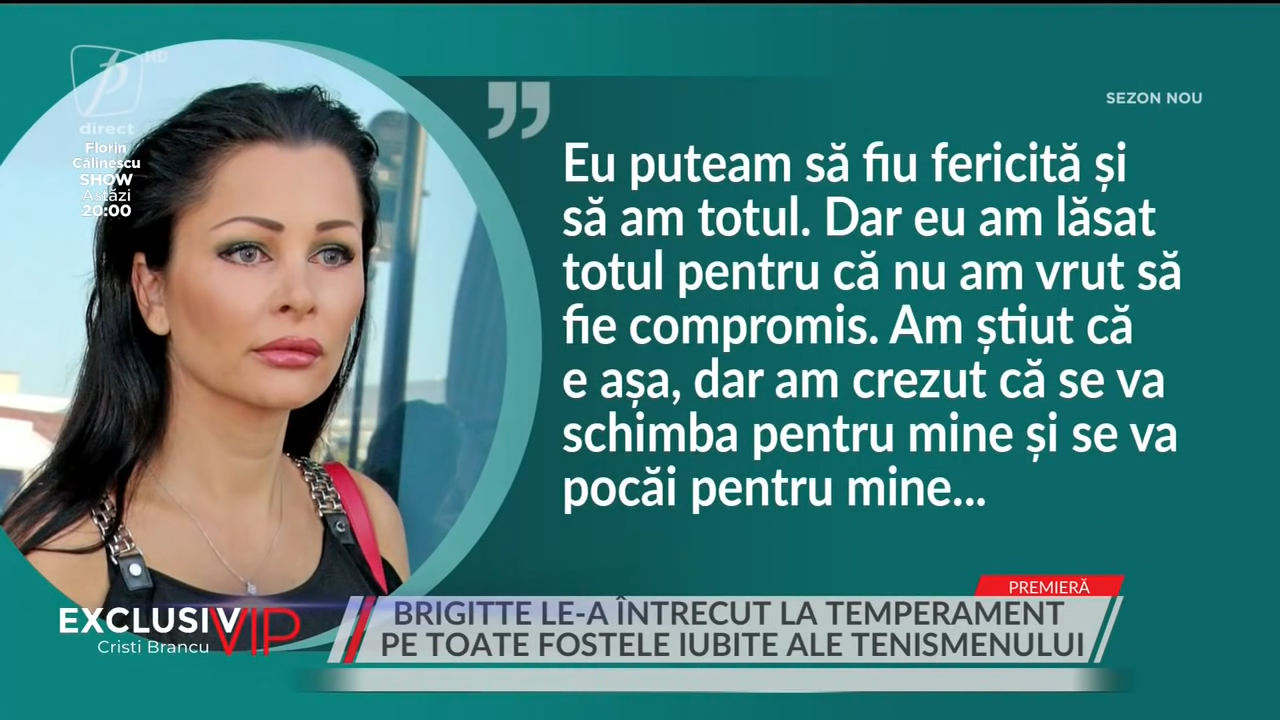 HD
direct
Florin
Călinescu
SHOW
Astăzi
20:00
SEZON NOU
”
Eu puteam să fiu fericită și
să am totul. Dar eu am lăsat
totul pentru că nu am vrut să
fie compromis. Am știut că
e așa, dar am crezut că se va
schimba pentru mine și se va
pocăi pentru mine...
PREMIERĂ
BRIGITTE LE-A ÎNTRECUT LA TEMPERAMENT
PE TOATE FOSTELE IUBITE ALE TENISMENULUI
EXCLUSIV VIP
Cristi Brancu